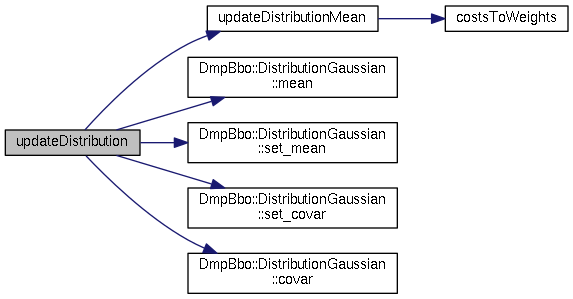 updateDistributionMean
costsToWeights
DmpBbo::DistributionGaussian
::mean
updateDistribution
DmpBbo::DistributionGaussian
::set_mean
DmpBbo::DistributionGaussian
::set_covar
DmpBbo::DistributionGaussian
::covar